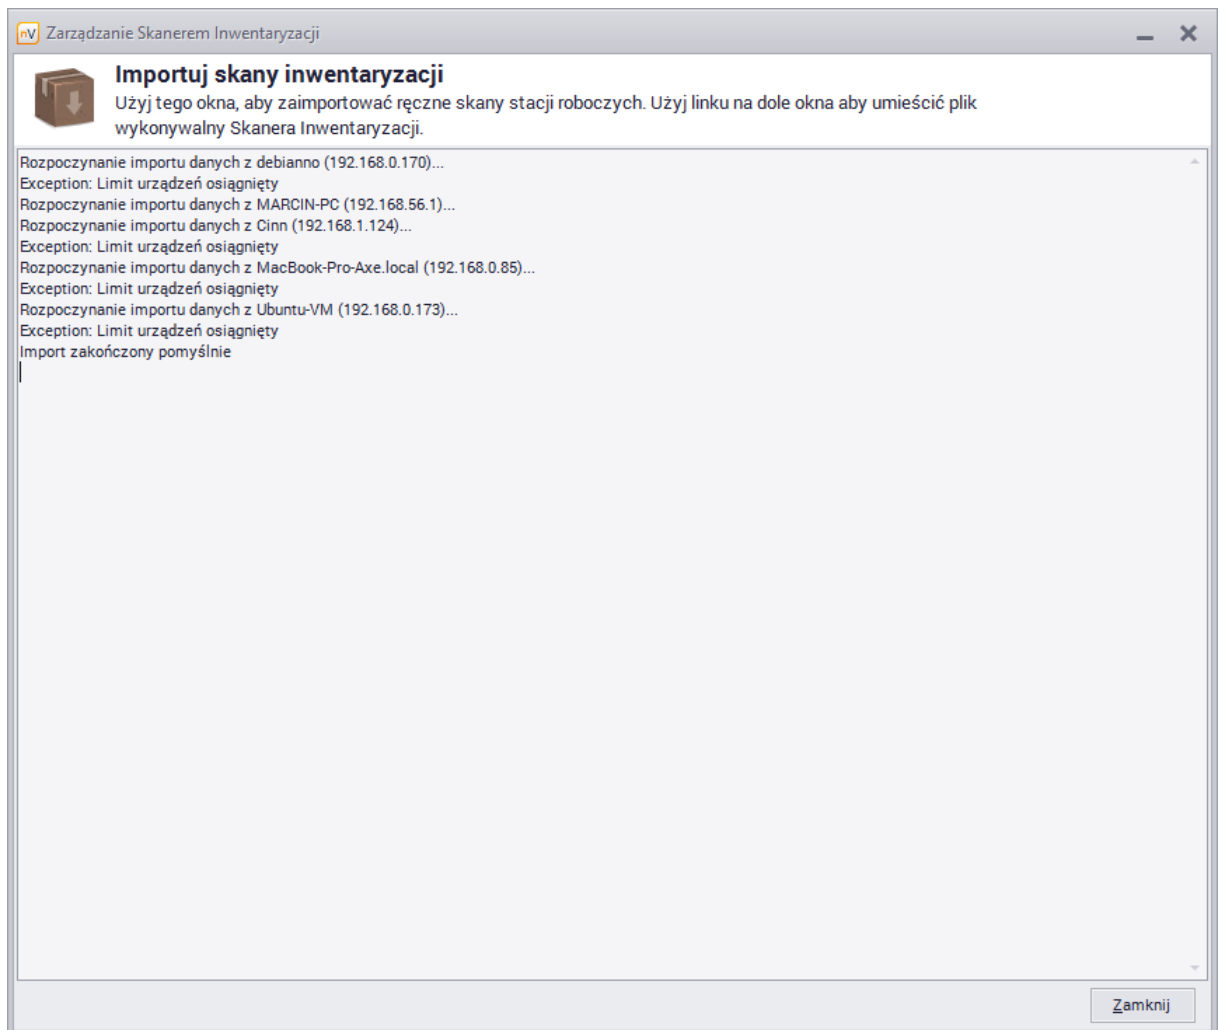 nV Zarządzanie Skanerem Inwentaryzacji
Importuj skany inwentaryzacji
Użyj tego okna, aby zaimportować ręczne skany stacji roboczych. Użyj linku na dole okna aby umieścić plik
wykonywalny Skanera Inwentaryzacji.
Rozpoczynanie importu danych z debianno (192.168.0.170)...
Exception: Limit urządzeń osiągnięty
Rozpoczynanie importu danych z MARCIN-PC (192.168.56.1)...
Rozpoczynanie importu danych z Cinn (192.168.1.124)...
Exception: Limit urządzeń osiągnięty
Rozpoczynanie importu danych z MacBook-Pro-Axe.local (192.168.0.85)...
Exception: Limit urządzeń osiągnięty
Rozpoczynanie importu danych z Ubuntu-VM (192.168.0.173)...
Exception: Limit urządzeń osiągnięty
Import zakończony pomyślnie
Zamknij